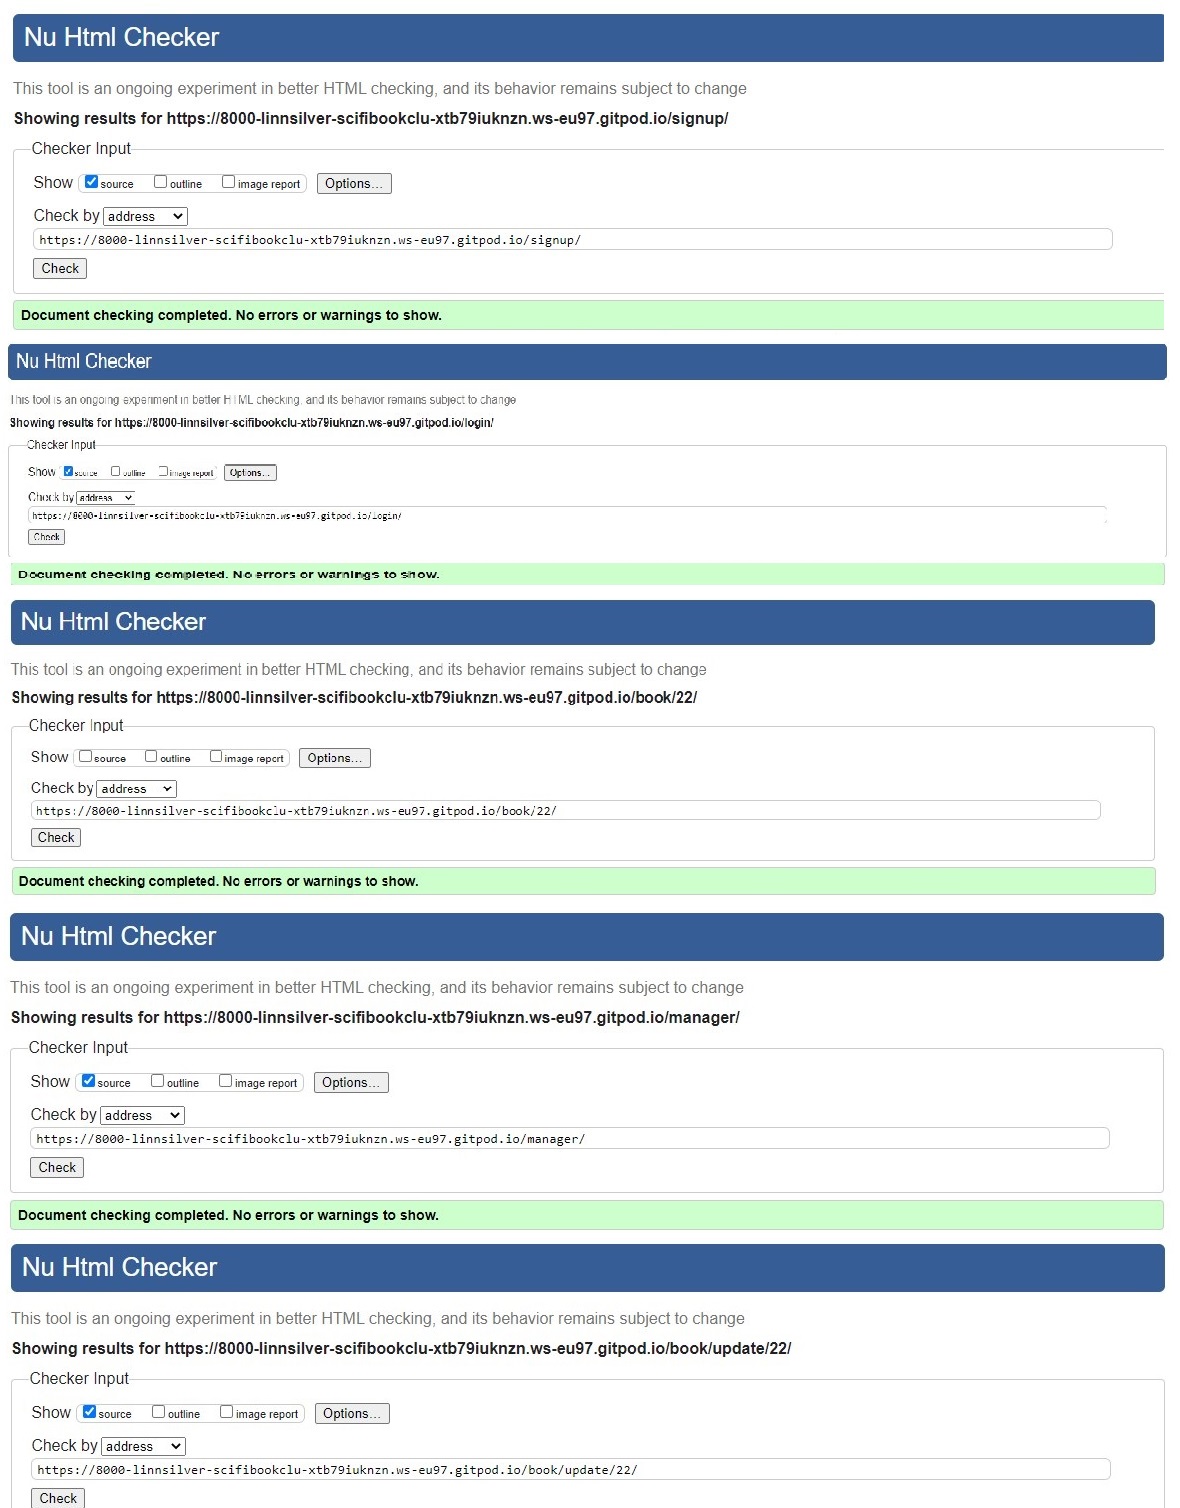 Nu Html Checker
This tool is an ongoing experiment in better HTML checking, and its behavior remains subject to change
Showing results for https://8000-linnsilver-scifibookclu-xtb79iuknzn.ws-eu97.gitpod.io/signup/
Checker Input
Show source outline image report Options...
Check by address
https://8000-linnsilver-scifibookclu-xtb79iuknzn.ws-eu97.gitpod.io/signup/
Check
Document checking completed. No errors or warnings to show.
Nu Html Checker
This tool is an ongoing experiment in better HTML checking, and its behavior remains subject to change
Showing results for https://8000-linnsilver-scifibookclu-xtb79iuknzn.ws-eu97.gitpod.io/login/
Checker Input
Show source outline image report Options...
Check by address
https://8000-linnsilver-scifibookclu-xtb79iuknzn.ws-eu97.gitpod.io/login/
Check
Document checking completed. No errors or warnings to show.
Nu Html Checker
This tool is an ongoing experiment in better HTML checking, and its behavior remains subject to change
Showing results for https://8000-linnsilver-scifibookclu-xtb79iuknzn.ws-eu97.gitpod.io/book/22/
Checker Input
Show source outline image report Options...
Check by address
https://8000-linnsilver-scifibookclu-xtb79iuknzn.ws-eu97.gitpod.io/book/22/
Check
Document checking completed. No errors or warnings to show.
Nu Html Checker
This tool is an ongoing experiment in better HTML checking, and its behavior remains subject to change
Showing results for https://8000-linnsilver-scifibookclu-xtb79iuknzn.ws-eu97.gitpod.io/manager/
Checker Input
Show source outline image report Options...
Check by address
https://8000-linnsilver-scifibookclu-xtb79iuknzn.ws-eu97.gitpod.io/manager/
Check
Document checking completed. No errors or warnings to show.
Nu Html Checker
This tool is an ongoing experiment in better HTML checking, and its behavior remains subject to change
Showing results for https://8000-linnsilver-scifibookclu-xtb79iuknzn.ws-eu97.gitpod.io/book/update/22/
Checker Input
Show source outline image report Options...
Check by address
https://8000-linnsilver-scifibookclu-xtb79iuknzn.ws-eu97.gitpod.io/book/update/22/
Check